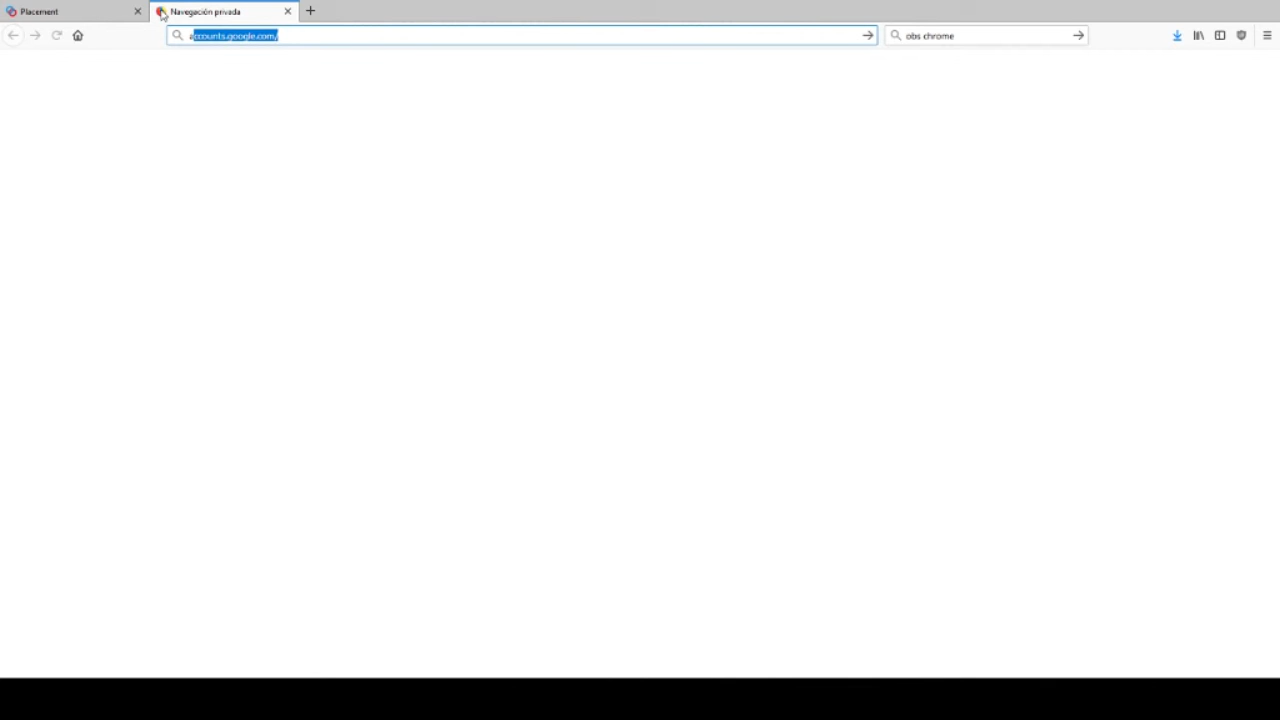 Placement
Navegación privada
accounts.google.com/
obs chrome